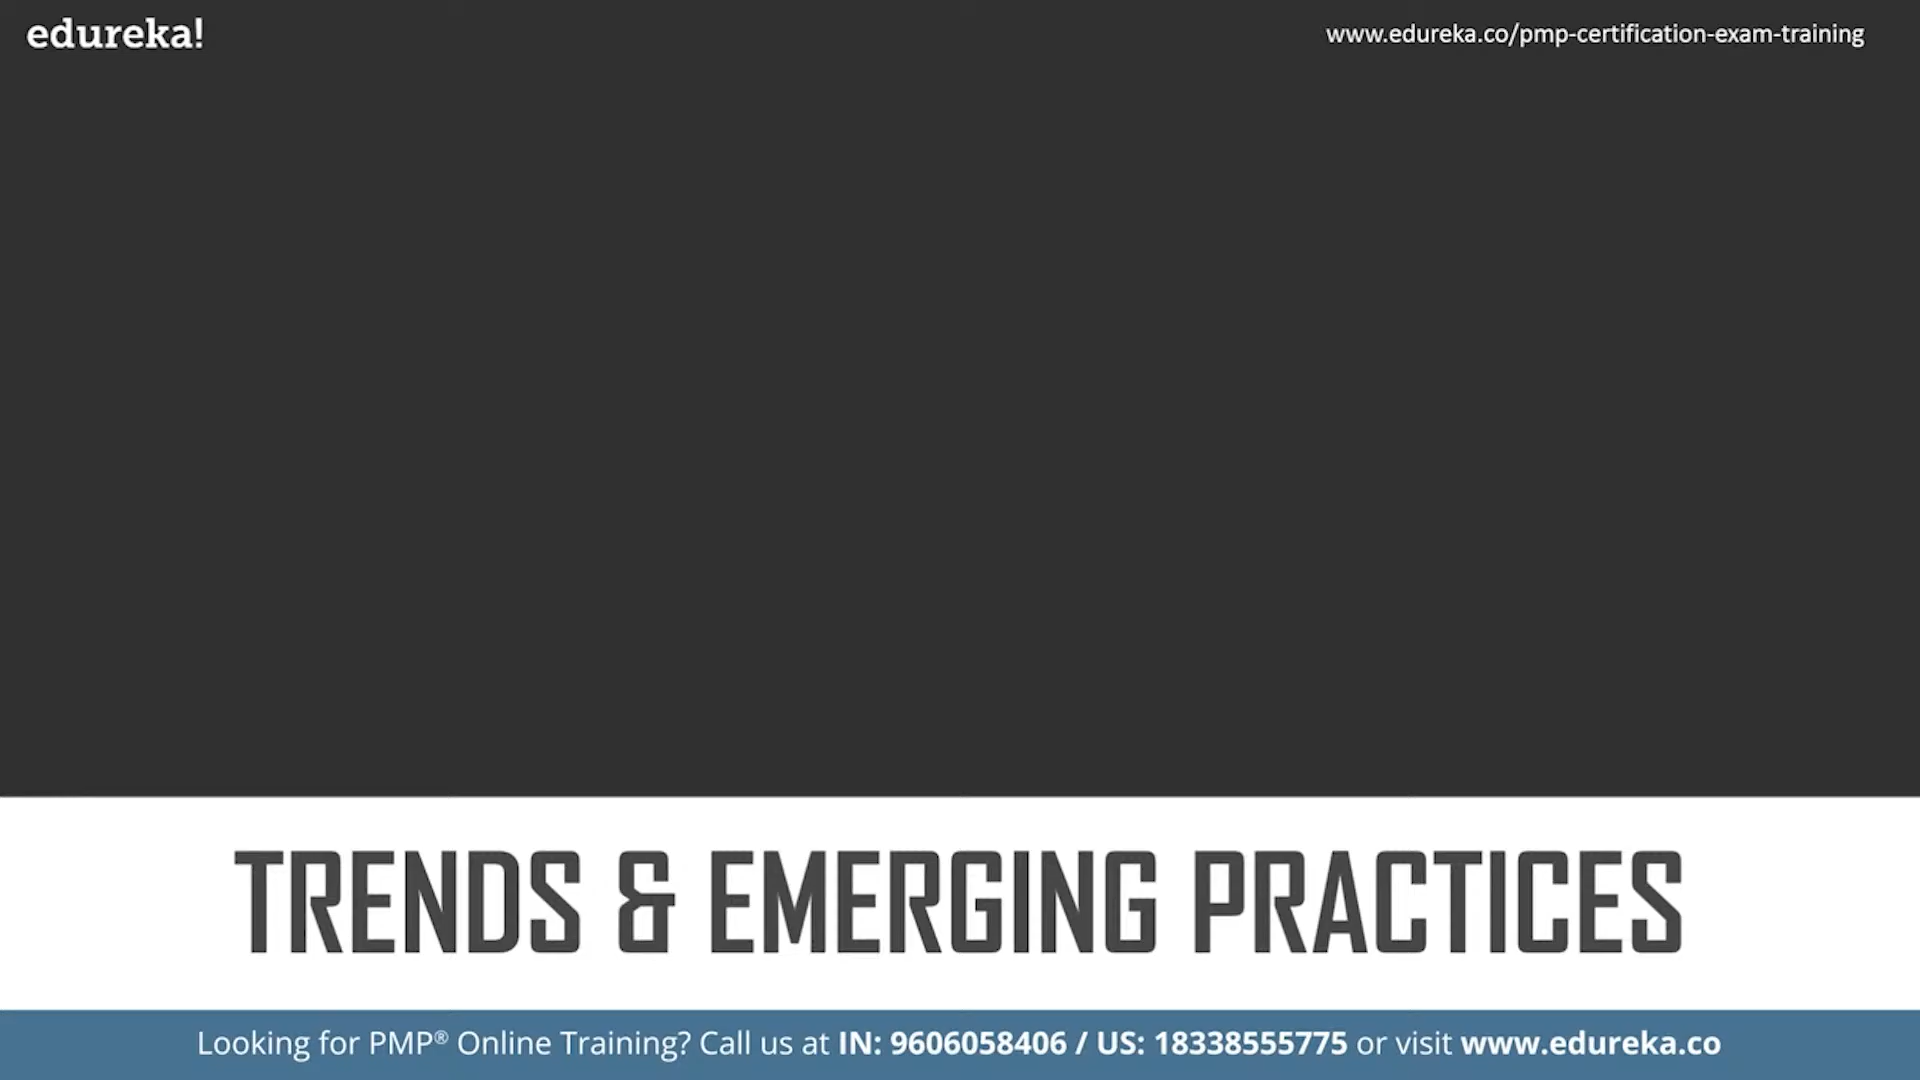 edureka!
www.edureka.co/pmp-certification-exam-training
TRENDS & EMERGING PRACTICES
Looking for PMP® Online Training? Call us at IN: 9606058406 / US: 18338555775 or visit www.edureka.co